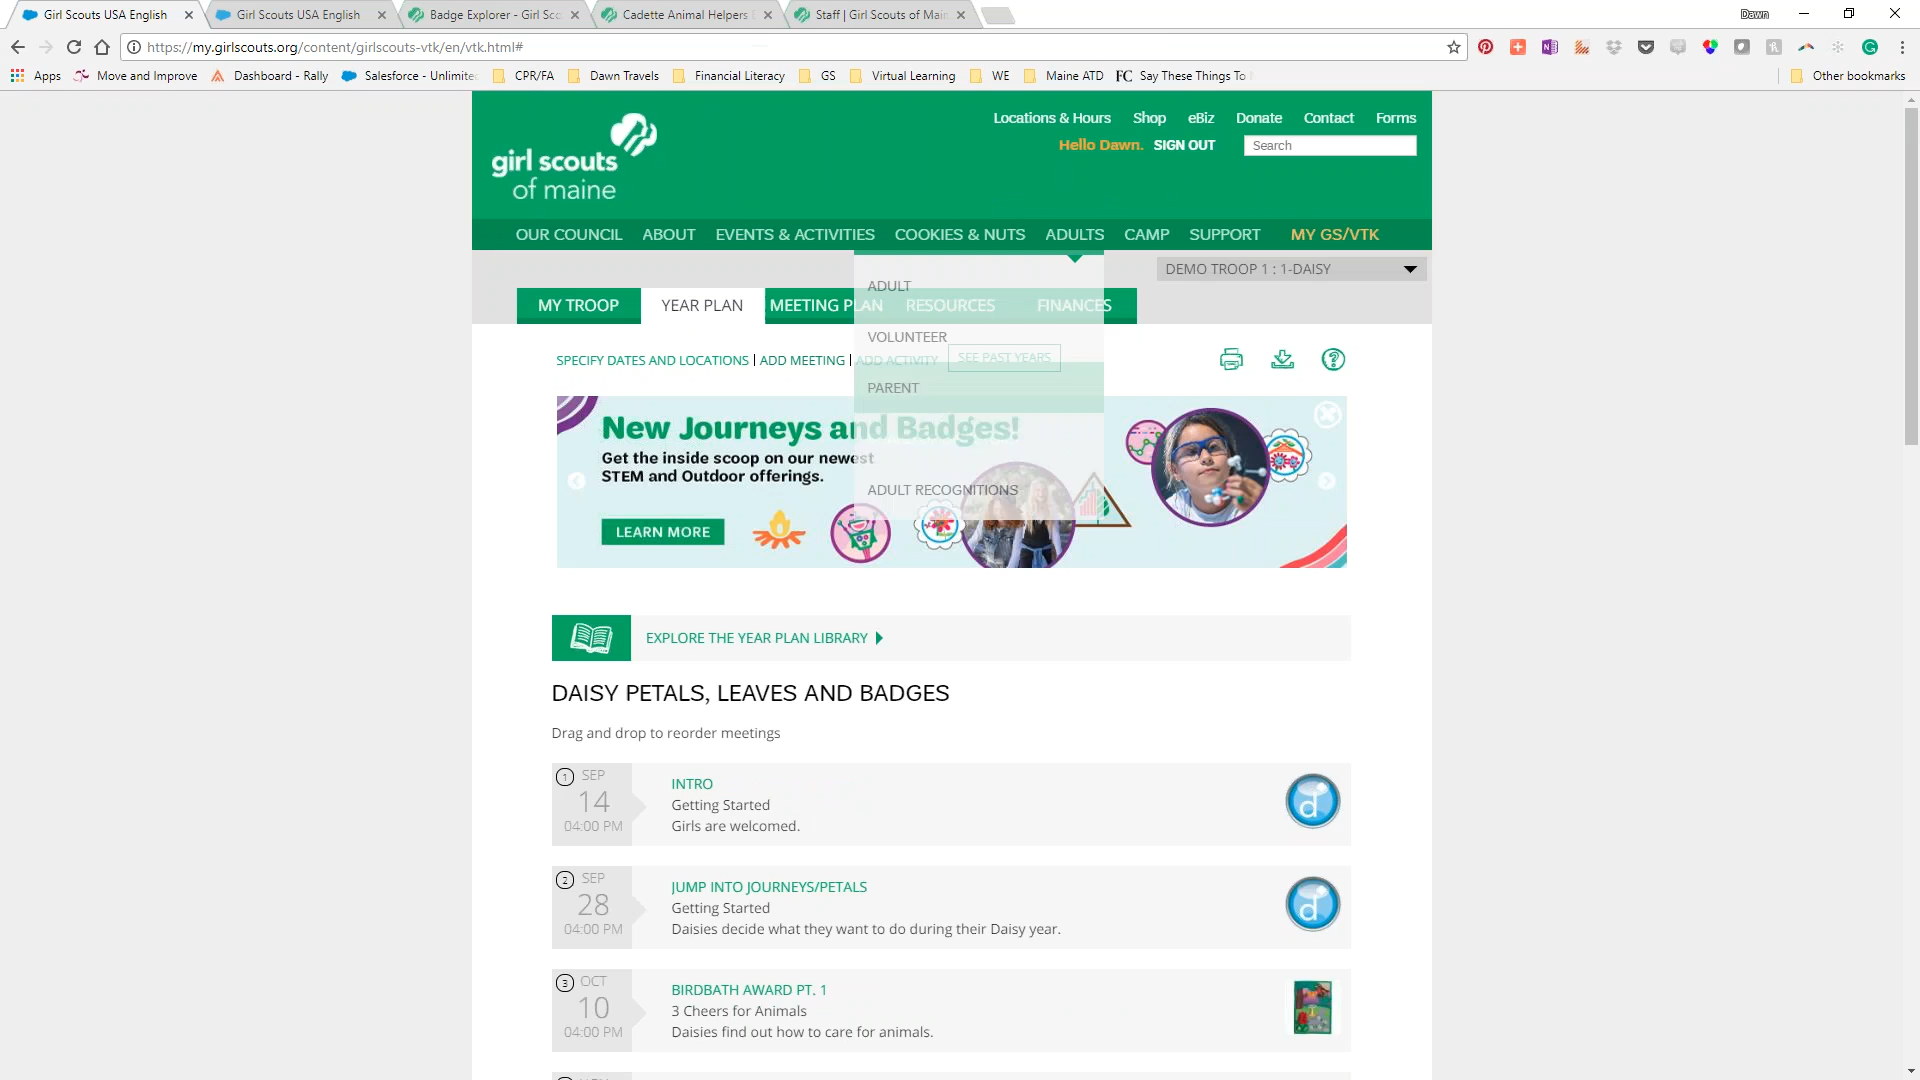 Girl Scouts USA English
Girl Scouts USA English
Badge Explorer - Girl Sco
Cadette Animal Helpers
Staff | Girl Scouts of Main
Dawn
https://my.girlscouts.org/content/girlscouts-vtk/en/vtk.html#
Apps
Move and Improve
Dashboard - Rally
Salesforce - Unlimite
CPR/FA
Dawn Travels
Financial Literacy
GS
Virtual Learning
WE
Maine ATD
FC Say These Things To
Other bookmarks
Locations & Hours Shop eBiz Donate Contact Forms
Hello Dawn. SIGN OUT
Search
girl scouts
of maine
OUR COUNCIL ABOUT EVENTS & ACTIVITIES COOKIES & NUTS ADULTS CAMP SUPPORT MY GS/VTK
DEMO TROOP 1 : 1-DAISY
ADULT
MY TROOP YEAR PLAN MEETING PLAN RESOURCES FINANCES
VOLUNTEER
SPECIFY DATES AND LOCATIONS | ADD MEETING | ADD ACTIVITY SEE PAST YEARS
PARENT
New Journeys and Badges!
Get the inside scoop on our newest
STEM and Outdoor offerings.
ADULT RECOGNITIONS
LEARN MORE
EXPLORE THE YEAR PLAN LIBRARY
DAISY PETALS, LEAVES AND BADGES
Drag and drop to reorder meetings
1 SEP
14
04:00 PM
INTRO
Getting Started
Girls are welcomed.
d
2 SEP
28
04:00 PM
JUMP INTO JOURNEYS/PETALS
Getting Started
Daisies decide what they want to do during their Daisy year.
d
3 OCT
10
04:00 PM
BIRDBATH AWARD PT. 1
3 Cheers for Animals
Daisies find out how to care for animals.